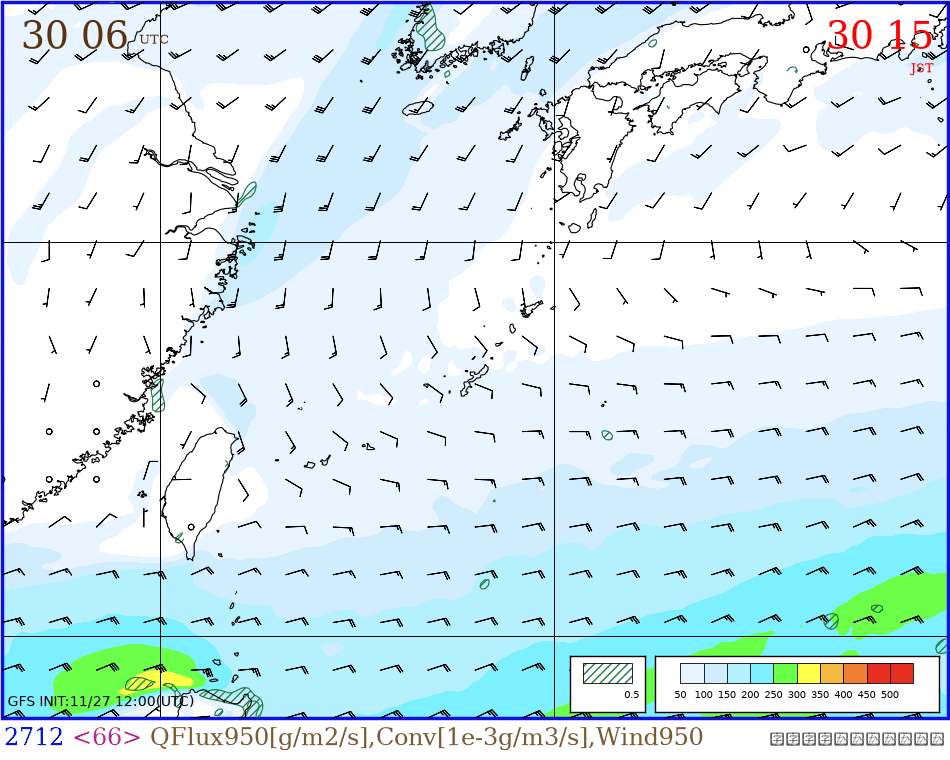 30 06 UTC
30 15
JST
0.5
50 100 150 200 250 300 350 400 450 500
GFS INIT:11/27 12:00(UTC)
2712 <66> QFlux950[g/m2/s],Conv[1e-3g/m3/s],Wind950